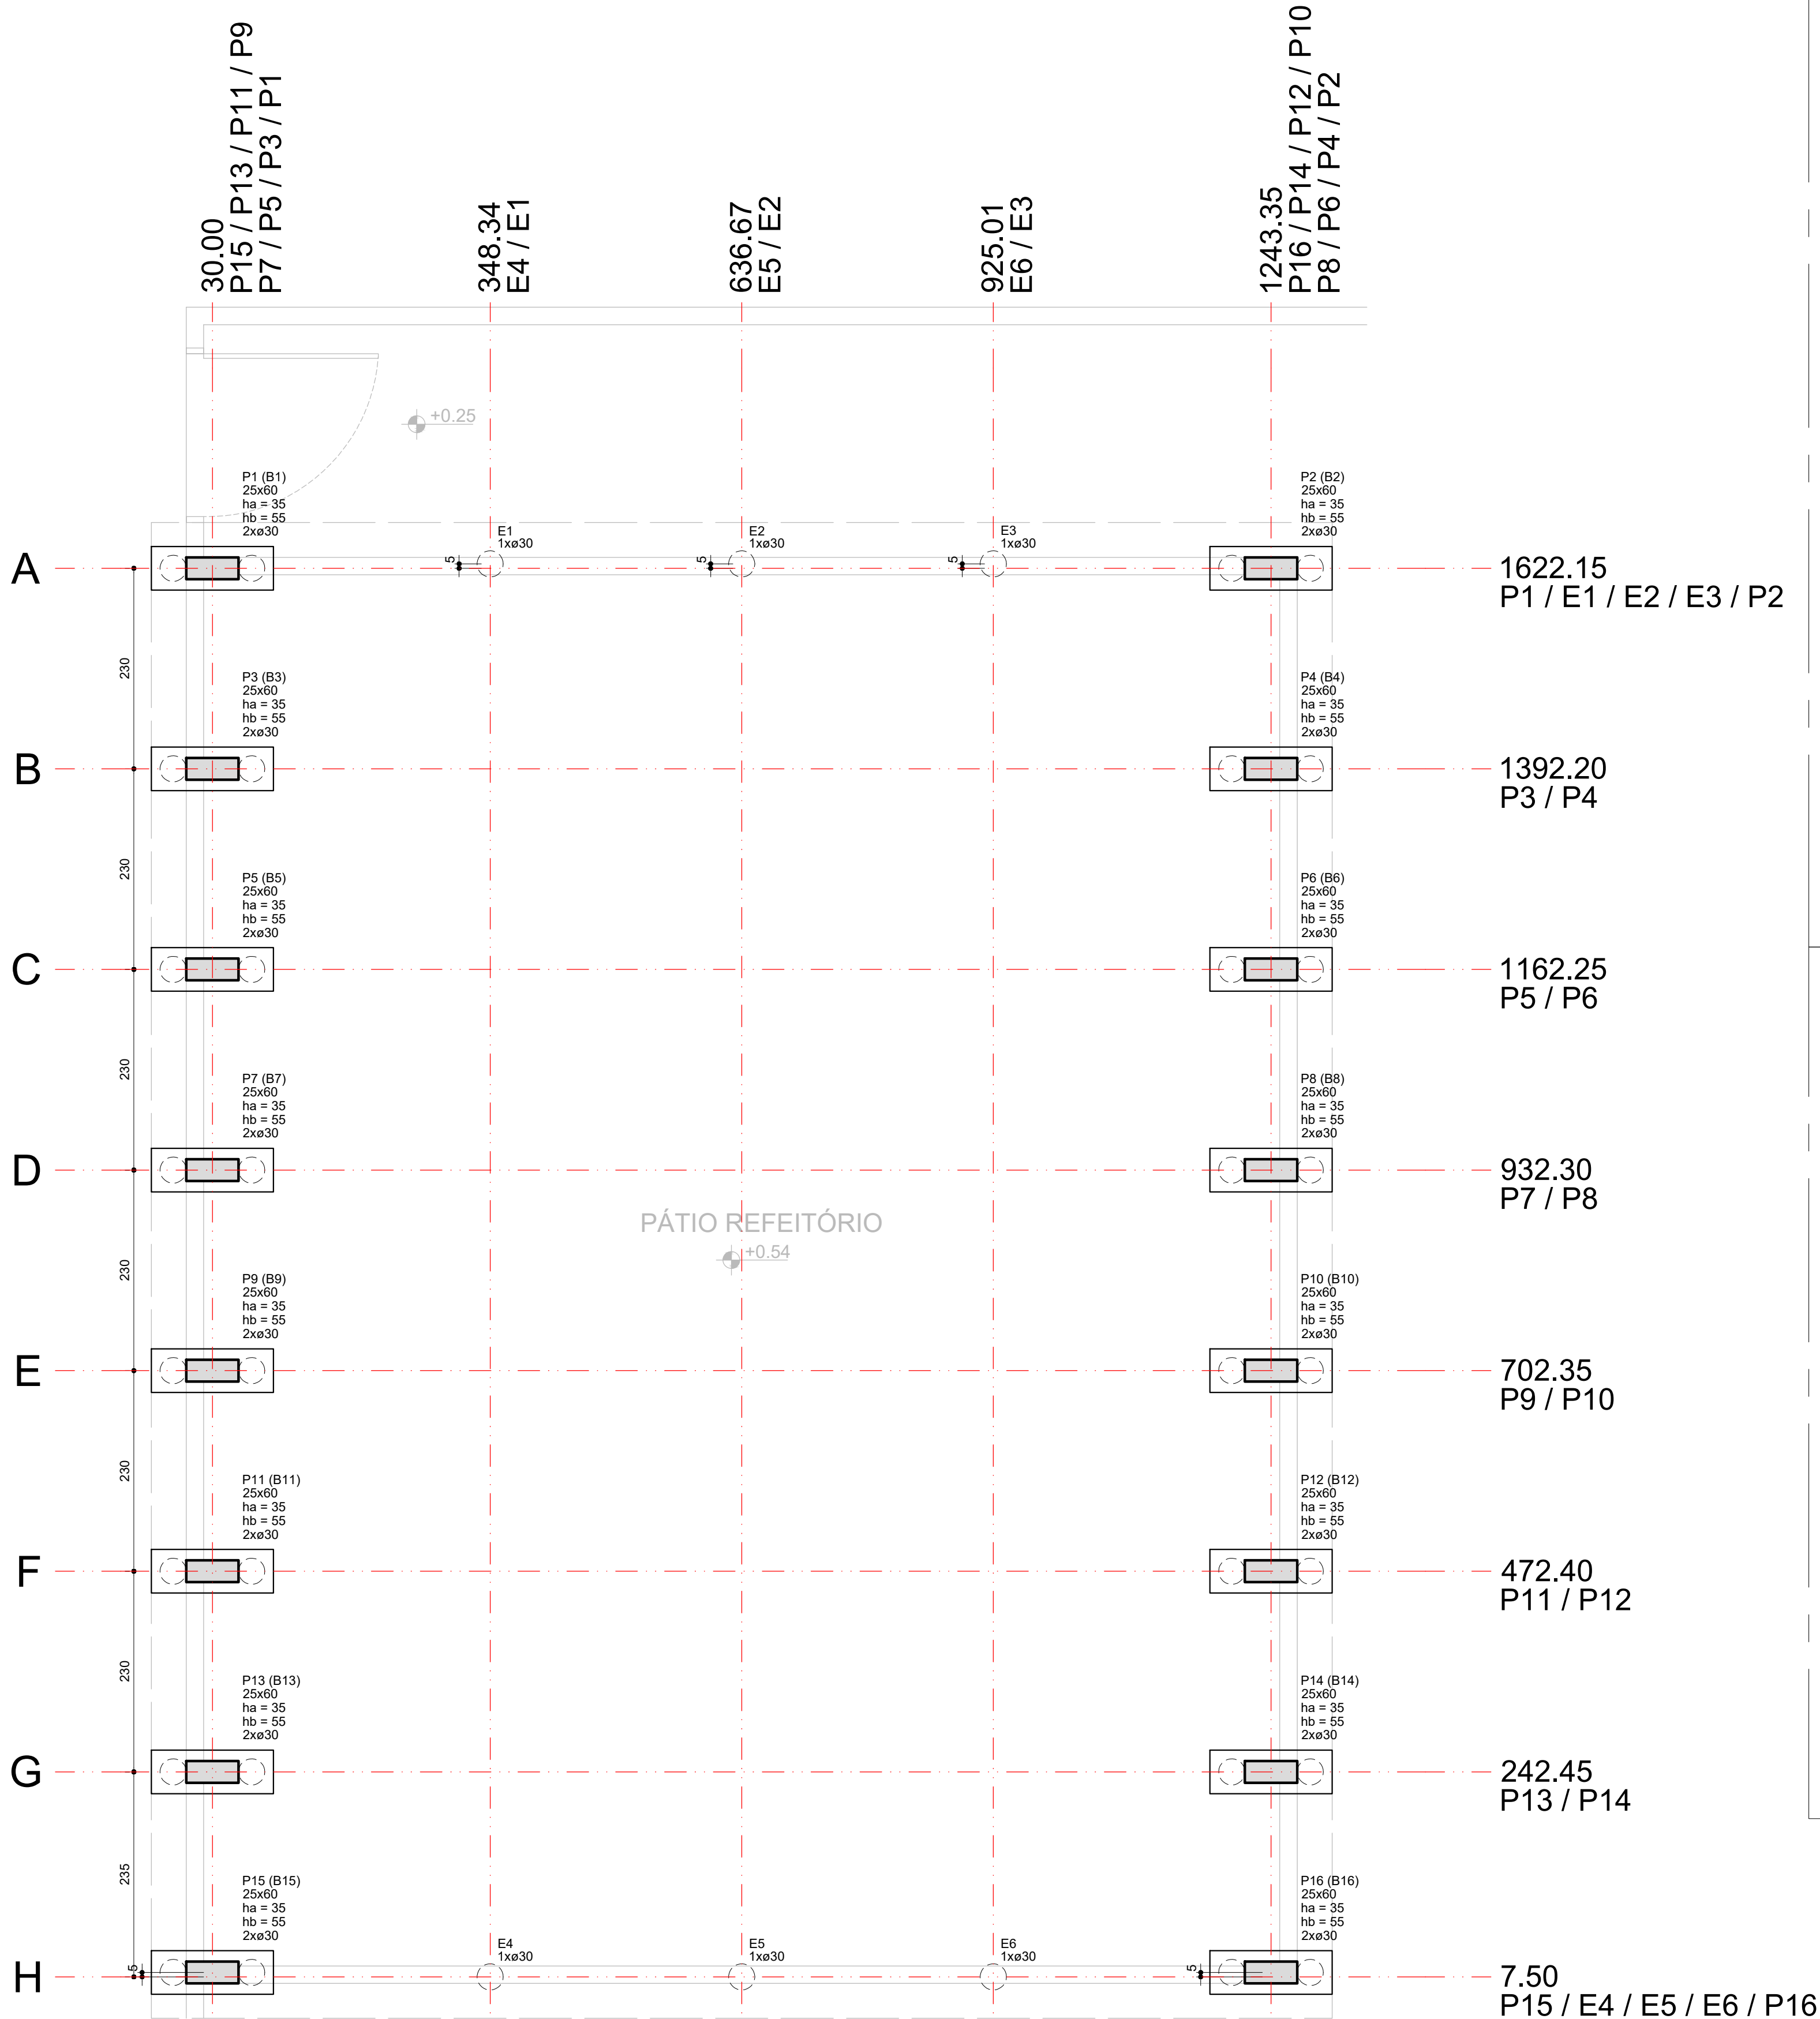 30.00
P15 / P13 / P11 / P9
P7 / P5 / P3 / P1
348.34
E4 / E1
636.67
E5 / E2
925.01
E6 / E3
1243.35
P16 / P14 / P12 / P10
P8 / P6 / P4 / P2
+0.25
P1 (B1)
25x60
ha = 35
hb = 55
2xø30
E1
1xø30
5
E2
1xø30
5
E3
1xø30
5
P2 (B2)
25x60
ha = 35
hb = 55
2xø30
A
1622.15
P1 / E1 / E2 / E3 / P2
230
P3 (B3)
25x60
ha = 35
hb = 55
2xø30
P4 (B4)
25x60
ha = 35
hb = 55
2xø30
B
1392.20
P3 / P4
230
P5 (B5)
25x60
ha = 35
hb = 55
2xø30
P6 (B6)
25x60
ha = 35
hb = 55
2xø30
C
1162.25
P5 / P6
230
P7 (B7)
25x60
ha = 35
hb = 55
2xø30
P8 (B8)
25x60
ha = 35
hb = 55
2xø30
D
932.30
P7 / P8
PÁTIO REFEITÓRIO
+0.54
230
P9 (B9)
25x60
ha = 35
hb = 55
2xø30
P10 (B10)
25x60
ha = 35
hb = 55
2xø30
E
702.35
P9 / P10
230
P11 (B11)
25x60
ha = 35
hb = 55
2xø30
P12 (B12)
25x60
ha = 35
hb = 55
2xø30
F
472.40
P11 / P12
230
P13 (B13)
25x60
ha = 35
hb = 55
2xø30
P14 (B14)
25x60
ha = 35
hb = 55
2xø30
G
242.45
P13 / P14
235
P15 (B15)
25x60
ha = 35
hb = 55
2xø30
P16 (B16)
25x60
ha = 35
hb = 55
2xø30
E4
1xø30
E5
1xø30
E6
1xø30
5
5
H
7.50
P15 / E4 / E5 / E6 / P16